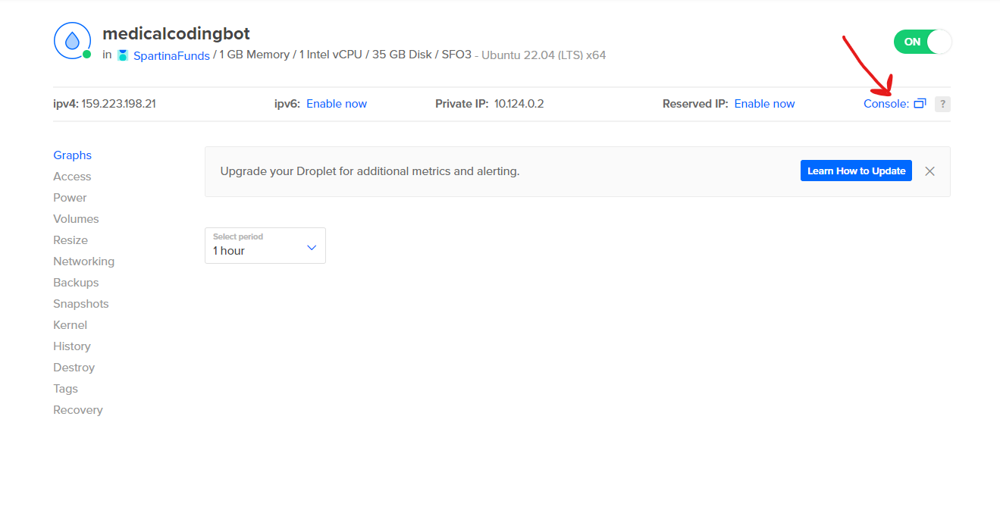 medicalcodingbot
in SpartinaFunds / 1 GB Memory / 1 Intel vCPU / 35 GB Disk / SFO3 - Ubuntu 22.04 (LTS) x64
ON
ipv4: 159.223.198.21 ipv6: Enable now Private IP: 10.124.0.2 Reserved IP: Enable now Console: ?
Graphs
Access
Power
Volumes
Resize
Networking
Backups
Snapshots
Kernel
History
Destroy
Tags
Recovery
Upgrade your Droplet for additional metrics and alerting.
Learn How to Update
Select period
1 hour